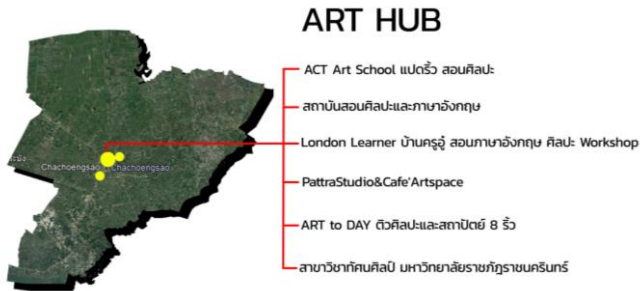 ART HUB
ACT Art School แปดริ้ว สอนศิลปะ
สถาบันสอนศิลปะและภาษาอังกฤษ
London Learner บ้านครูอู๋ สอนภาษาอังกฤษ ศิลปะ Workshop
Chachoengsao Chachoengsao
PattraStudio&Cafe'Artspace
ART to DAY ติวศิลปะและสถาปัตย์ 8 ริ้ว
สาขาวิชาทัศนศิลป์ มหาวิทยาลัยราชภัฏราชนครินทร์